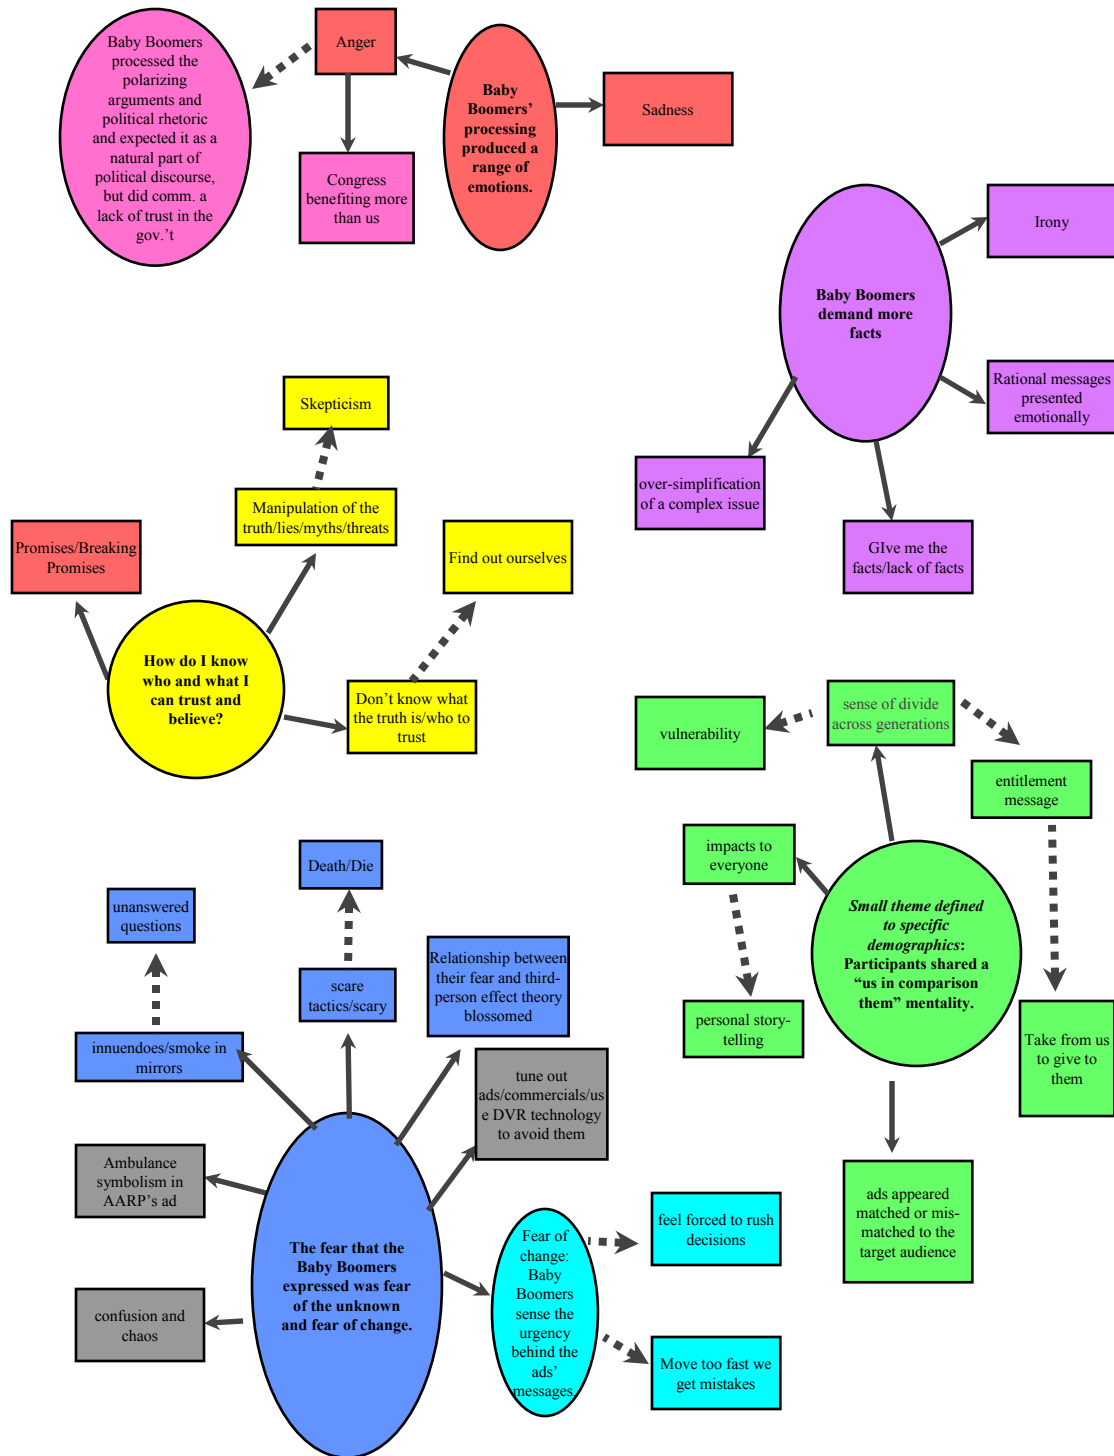 Baby Boomers
processed the
polarizing
arguments and
political rhetoric
and expected it as a
natural part of
political discourse,
but did comm. a
lack of trust in the
gov.'t
Anger
Congress
benefiting more
than us
Baby
Boomers'
processing
produced a
range of
emotions.
Sadness
Irony
Baby Boomers
demand more
facts
Rational messages
presented
emotionally
over-simplification
of a complex issue
GIve me the
facts/lack of facts
Skepticism
Manipulation of the
truth/lies/myths/threats
Promises/Breaking
Promises
Find out ourselves
How do I know
who and what I
can trust and
believe?
Don't know what
the truth is/who to
trust
sense of divide
across generations
vulnerability
entitlement
message
impacts to
everyone
Small theme defined
to specific
demographics:
Participants shared a
“us in comparison
them” mentality.
personal story-
telling
Take from us
to give to
them
ads appeared
matched or mis-
matched to the
target audience
Death/Die
unanswered
questions
scare
tactics/scary
Relationship between
their fear and third-
person effect theory
blossomed
innuendoes/smoke in
mirrors
tune out
ads/commercials/us
e DVR technology
to avoid them
Ambulance
symbolism in
AARP's ad
The fear that the
Baby Boomers
expressed was fear
of the unknown
and fear of change.
confusion and
chaos
Fear of
change:
Baby
Boomers
sense the
urgency
behind the
ads'
messages.
feel forced to rush
decisions
Move too fast we
get mistakes